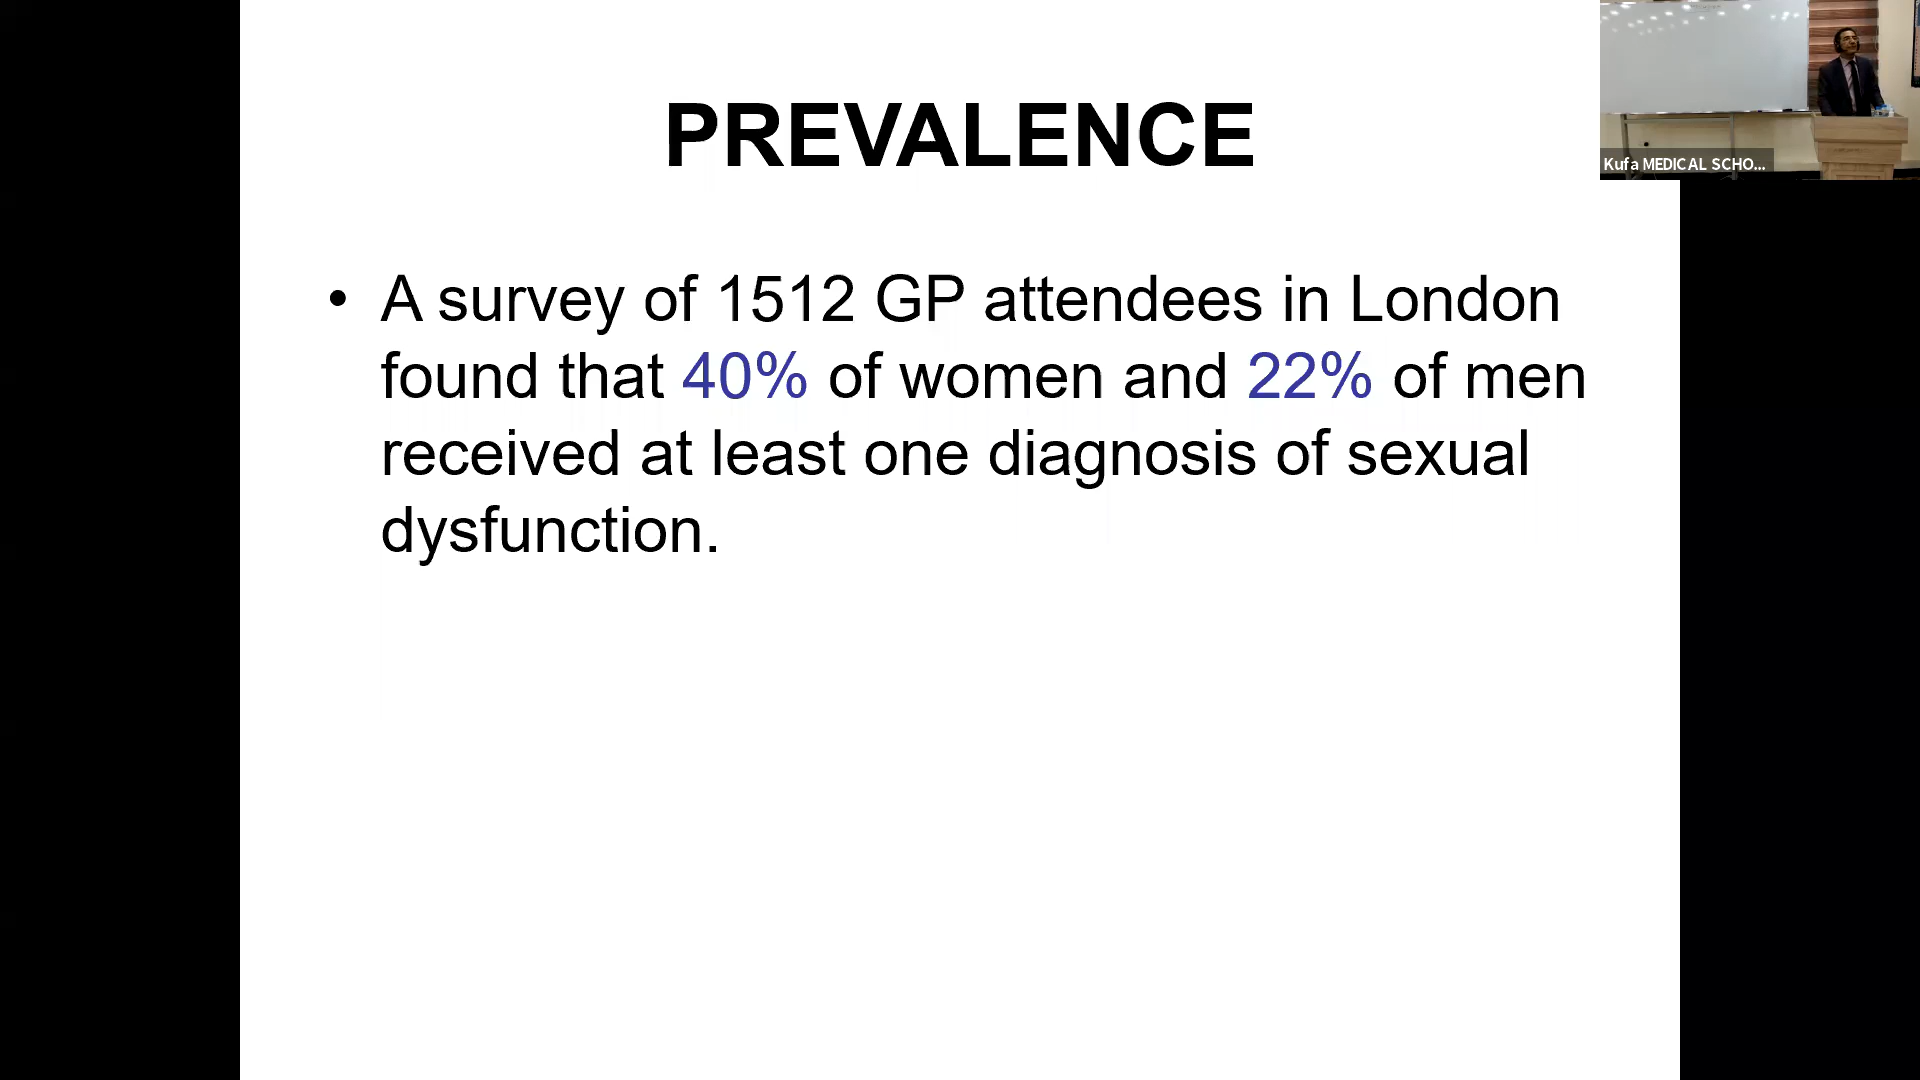 PREVALENCE
• A survey of 1512 GP attendees in London
found that 40% of women and 22% of men
received at least one diagnosis of sexual
dysfunction.
Kufa MEDICAL SCHO...